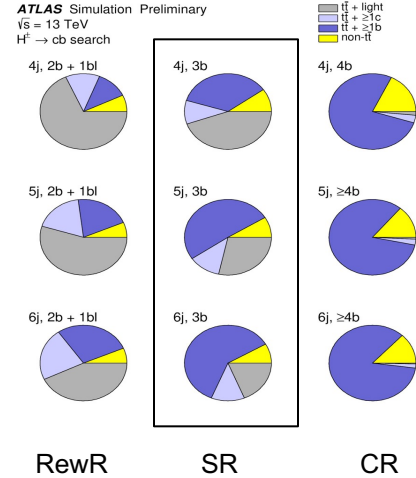 ATLAS Simulation Preliminary
√s = 13 TeV
H± → cb search
tt̄ + light
tt̄ + ≥1c
tt̄ + ≥1b
non-tt̄
4j, 2b + 1bl
4j, 3b
4j, 4b
5j, 2b + 1bl
5j, 3b
5j, ≥4b
6j, 2b + 1bl
6j, 3b
6j, ≥4b
RewR
SR
CR